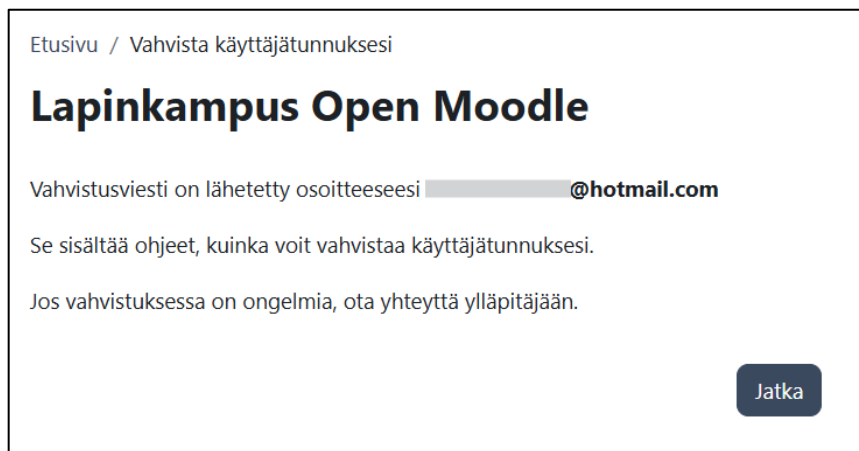 Etusivu / Vahvista käyttäjätunnuksesi
Lapinkampus Open Moodle
Vahvistusviesti on lähetetty osoitteeseesi @hotmail.com
Se sisältää ohjeet, kuinka voit vahvistaa käyttäjätunnuksesi.
Jos vahvistuksessa on ongelmia, ota yhteyttä ylläpitäjään.
Jatka